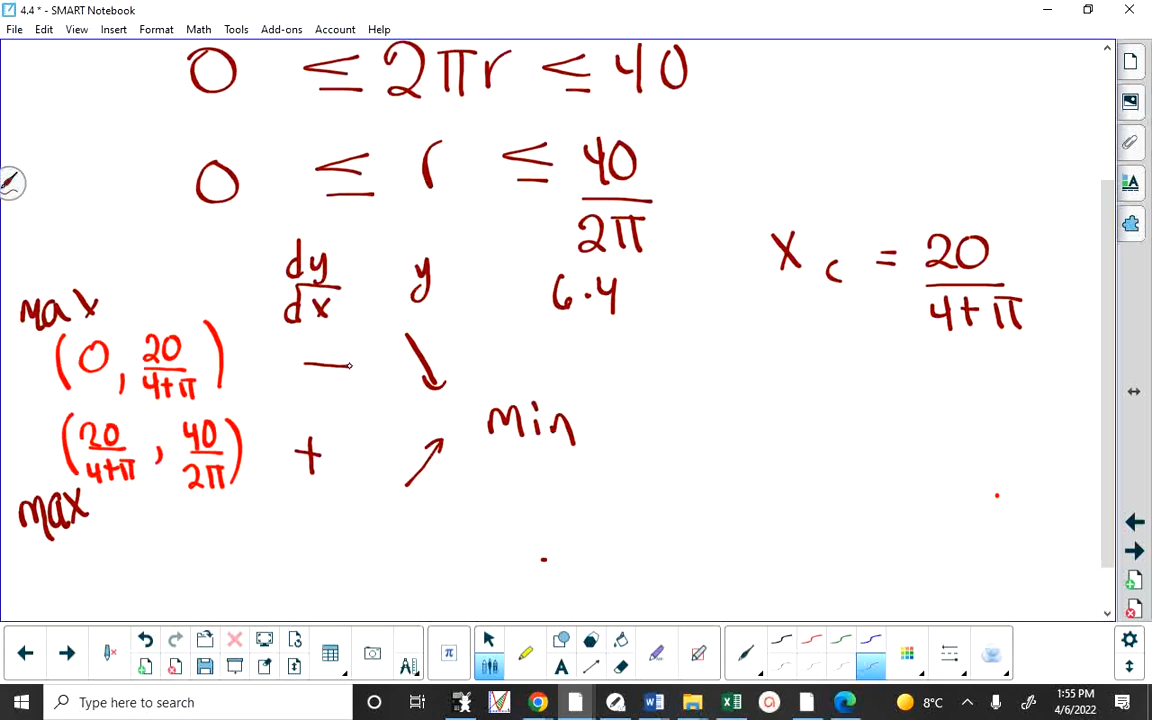 4.4 * - SMART Notebook
File Edit View Insert Format Math Tools Add-ons Account Help
0 ≤ 2πr ≤ 40
0 ≤ r ≤ 40/2π
6.4
x c = 20/4+π
dy/dx y
max
(0, 20/4+π) — ↘
min
(20/4+π, 40/2π) + ↗
max
π
A
Type here to search
W
8°C
1:55 PM
4/6/2022